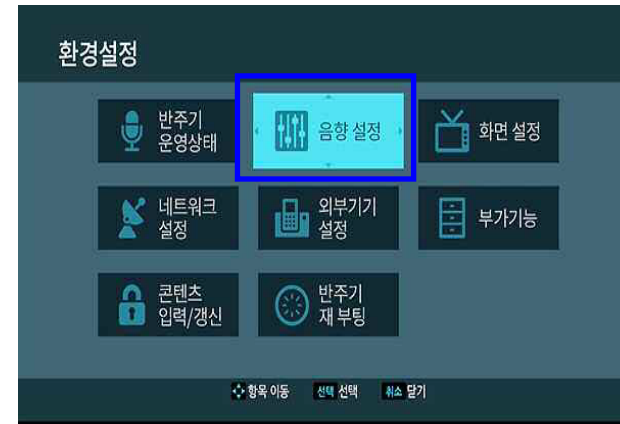 환경설정
반주기
운영상태
음향 설정
화면 설정
네트워크
설정
외부기기
설정
부가기능
콘텐츠
입력/갱신
반주기
재 부팅
항목 이동 선택 선택 취소 닫기